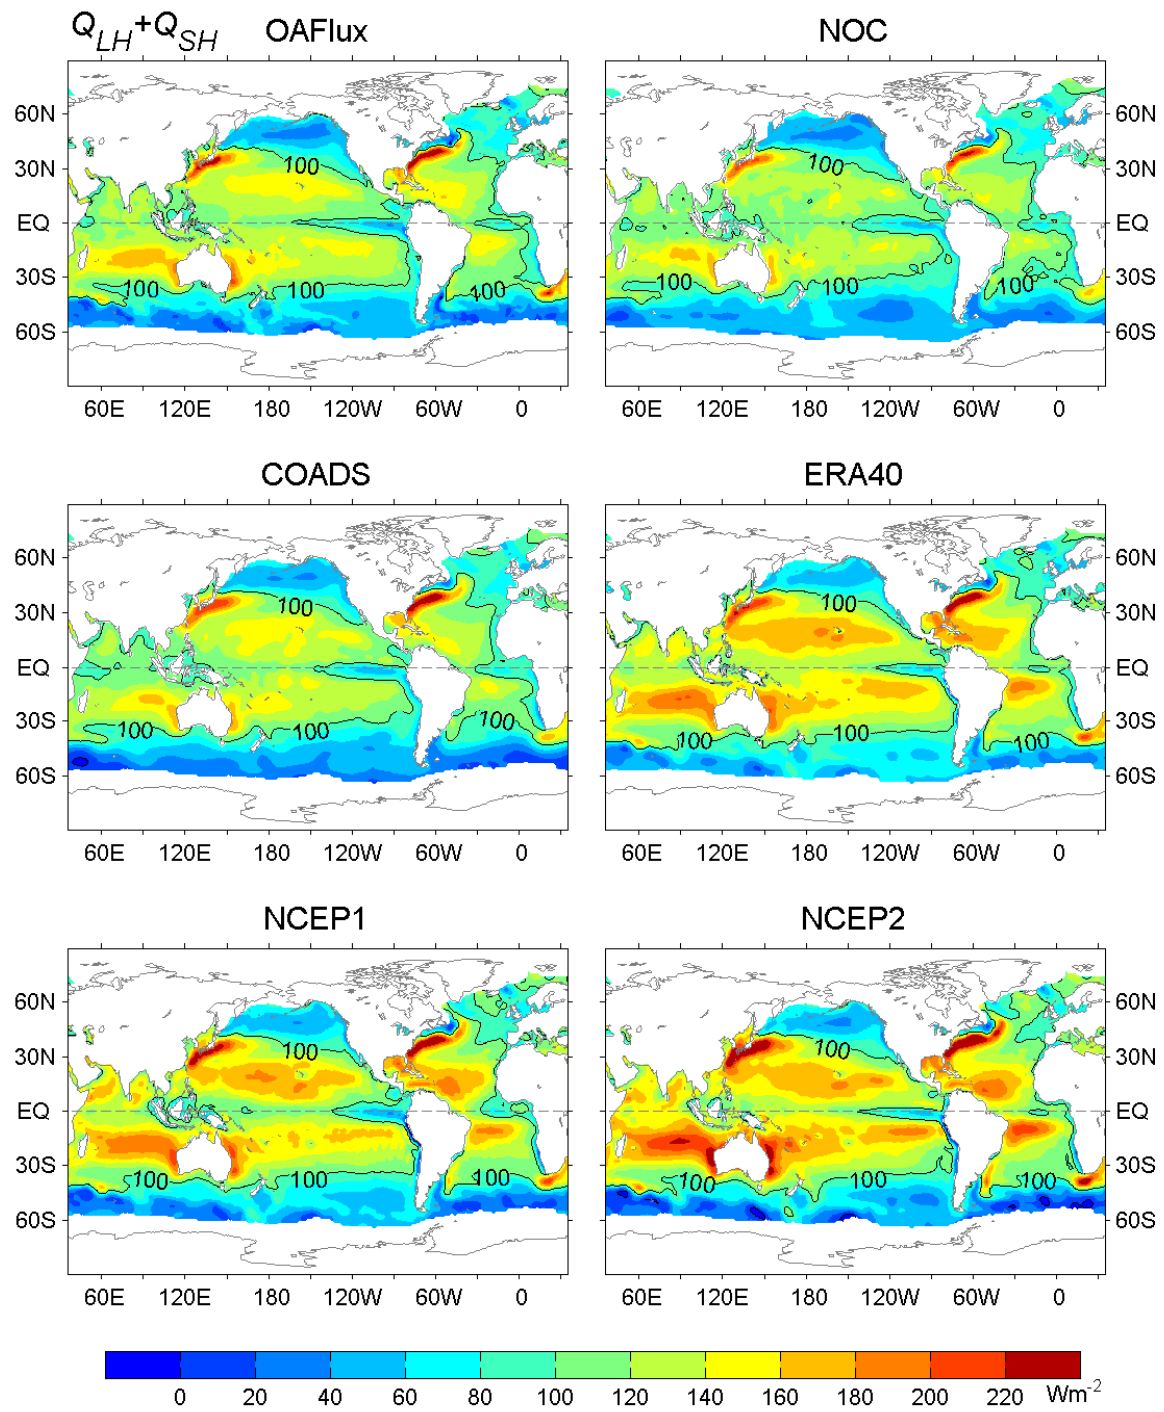 Q_LH+Q_SH OAFlux NOC
60N 60N
100 100
30N 30N
EQ EQ
30S 30S
100 100 100 100 100 100
60S 60S
60E 120E 180 120W 60W 0 60E 120E 180 120W 60W 0
COADS ERA40
60N 60N
100 100
30N 30N
EQ EQ
30S 30S
100 100 100 100 100 100
60S 60S
60E 120E 180 120W 60W 0 60E 120E 180 120W 60W 0
NCEP1 NCEP2
60N 60N
100 100
30N 30N
EQ EQ
30S 30S
100 100 100 100 100 100
60S 60S
60E 120E 180 120W 60W 0 60E 120E 180 120W 60W 0
0 20 40 60 80 100 120 140 160 180 200 220 Wm-2